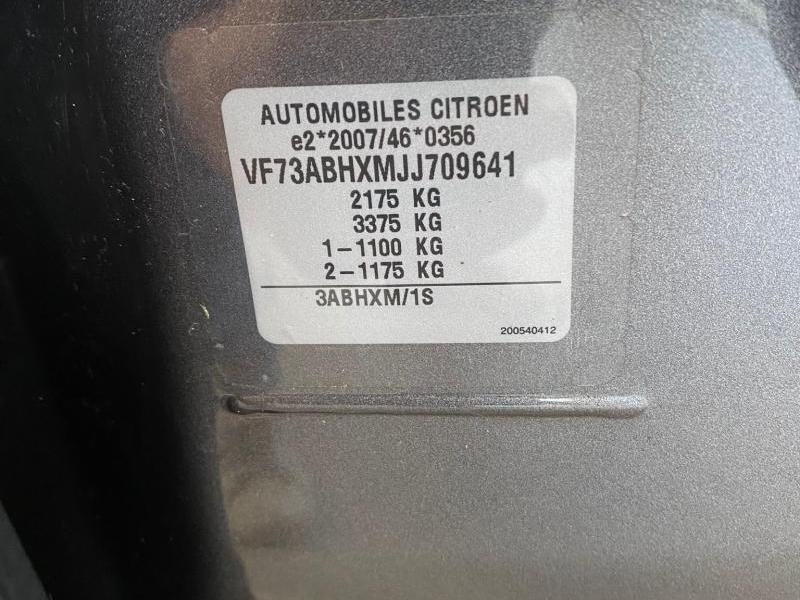 AUTOMOBILES CITROEN
e2*2007/46*0356
VF73ABHXMJJ709641
2175 KG
3375 KG
1-1100 KG
2-1175 KG
3ABHXM/1S
200540412